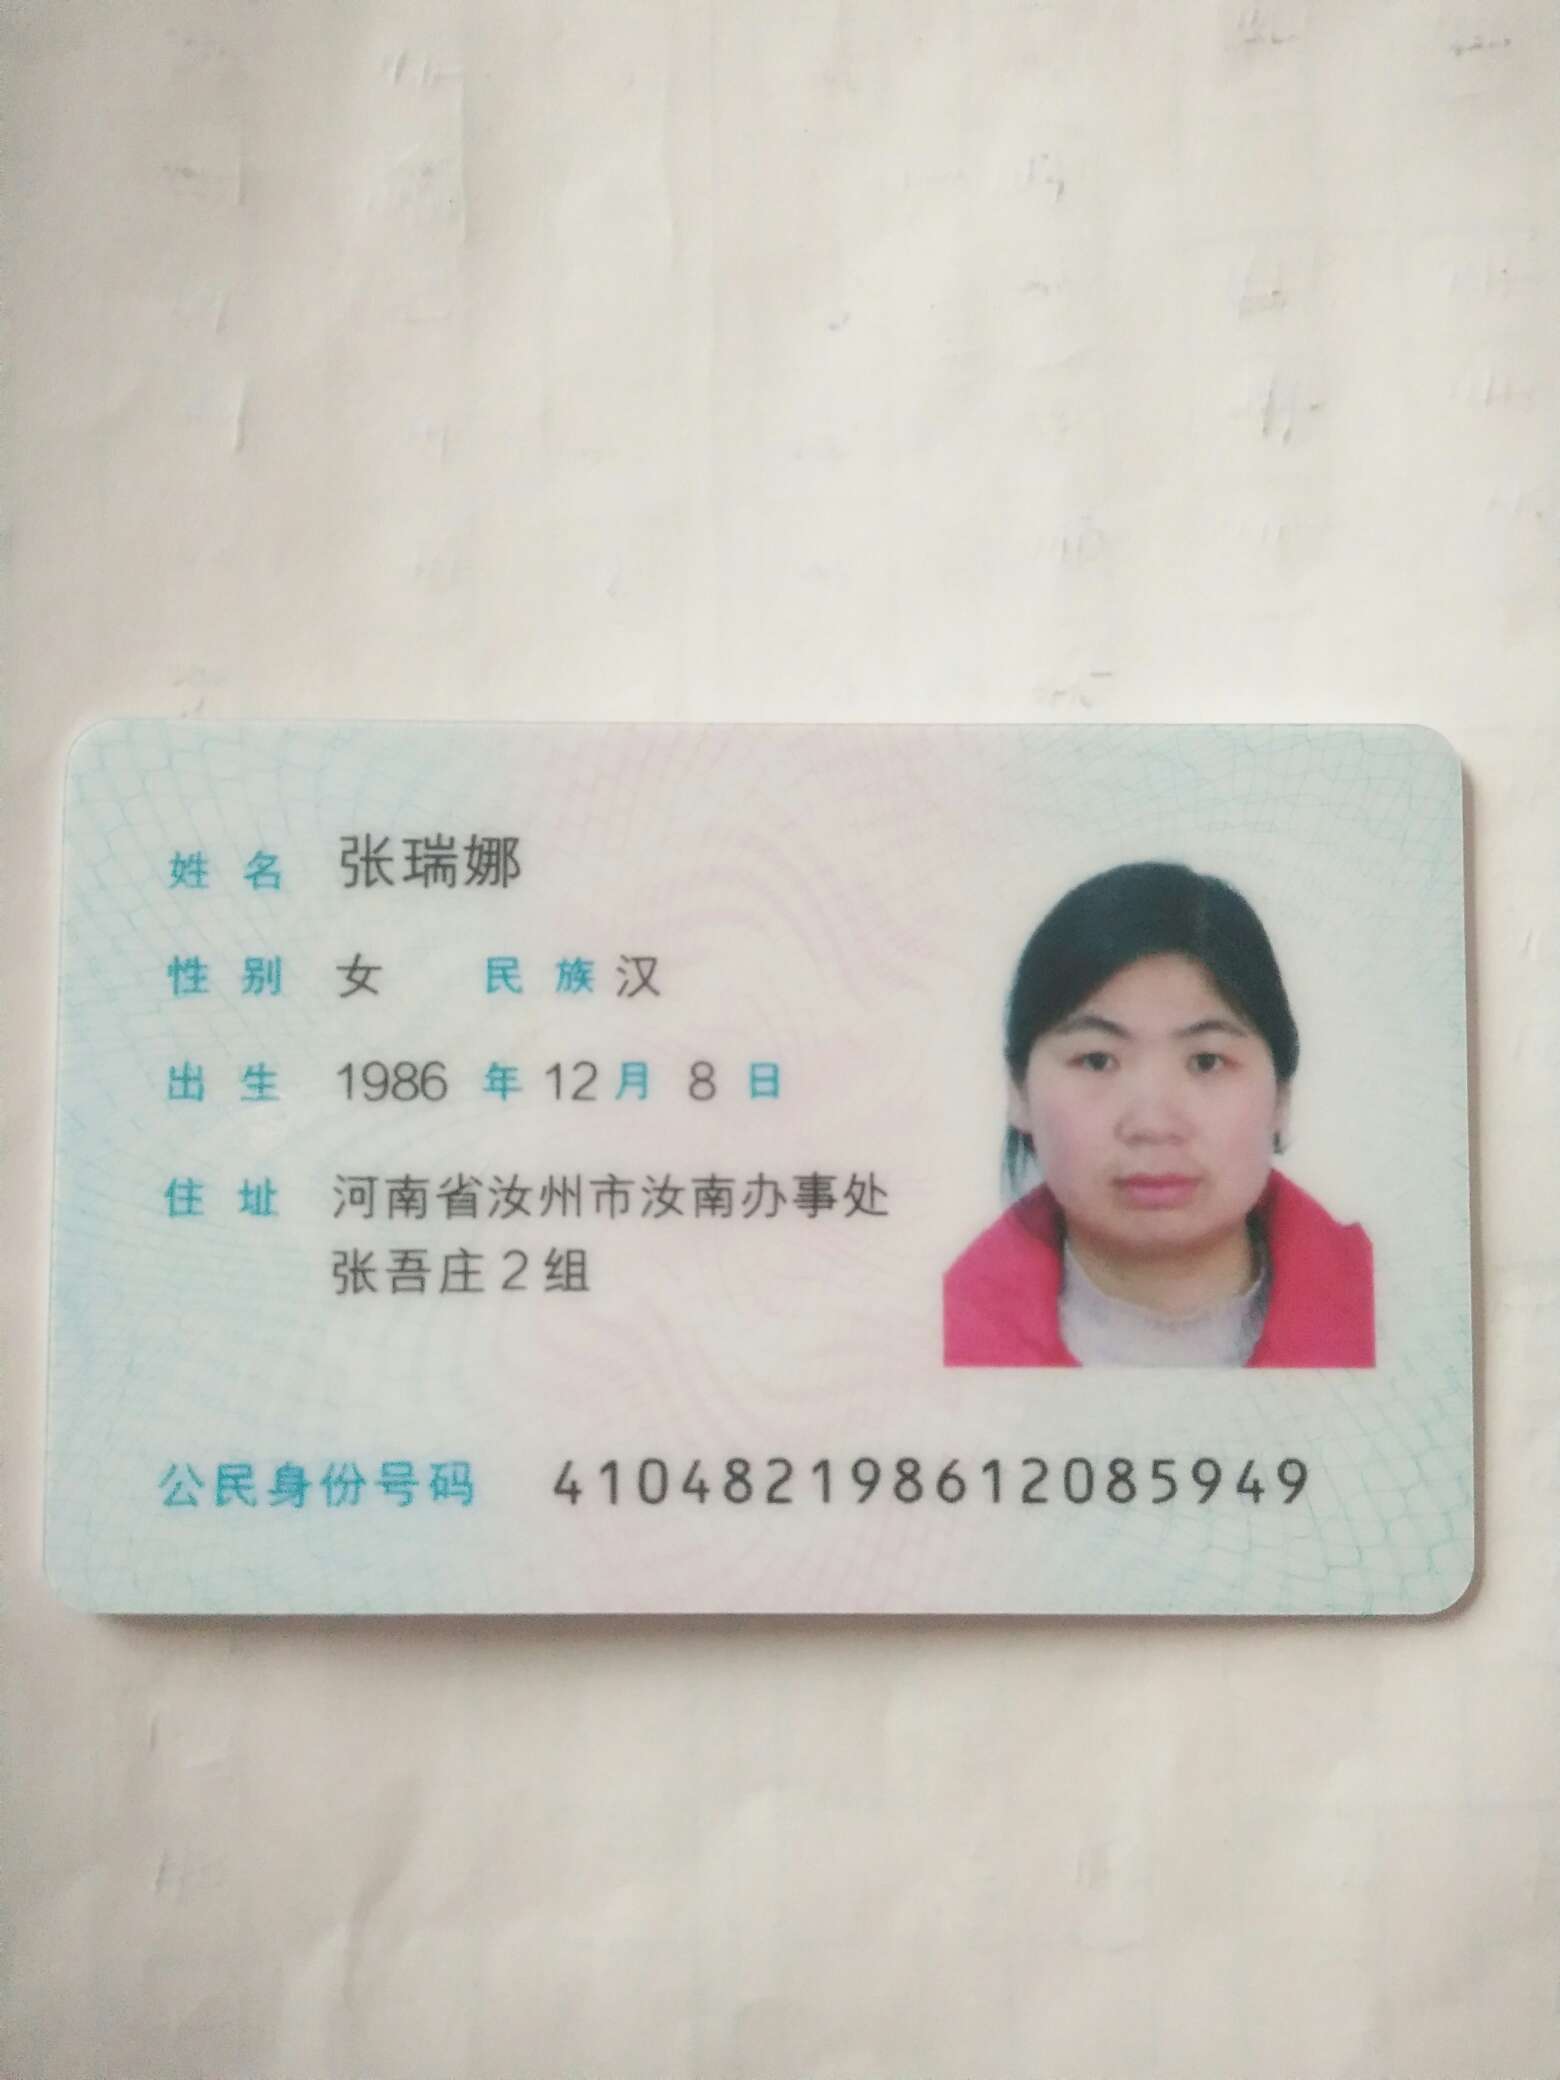 姓名 张瑞娜
性别 女 民族 汉
出生 1986 年 12 月 8 日
住址 河南省汝州市汝南办事处
张吾庄2组
公民身份号码 410482198612085949